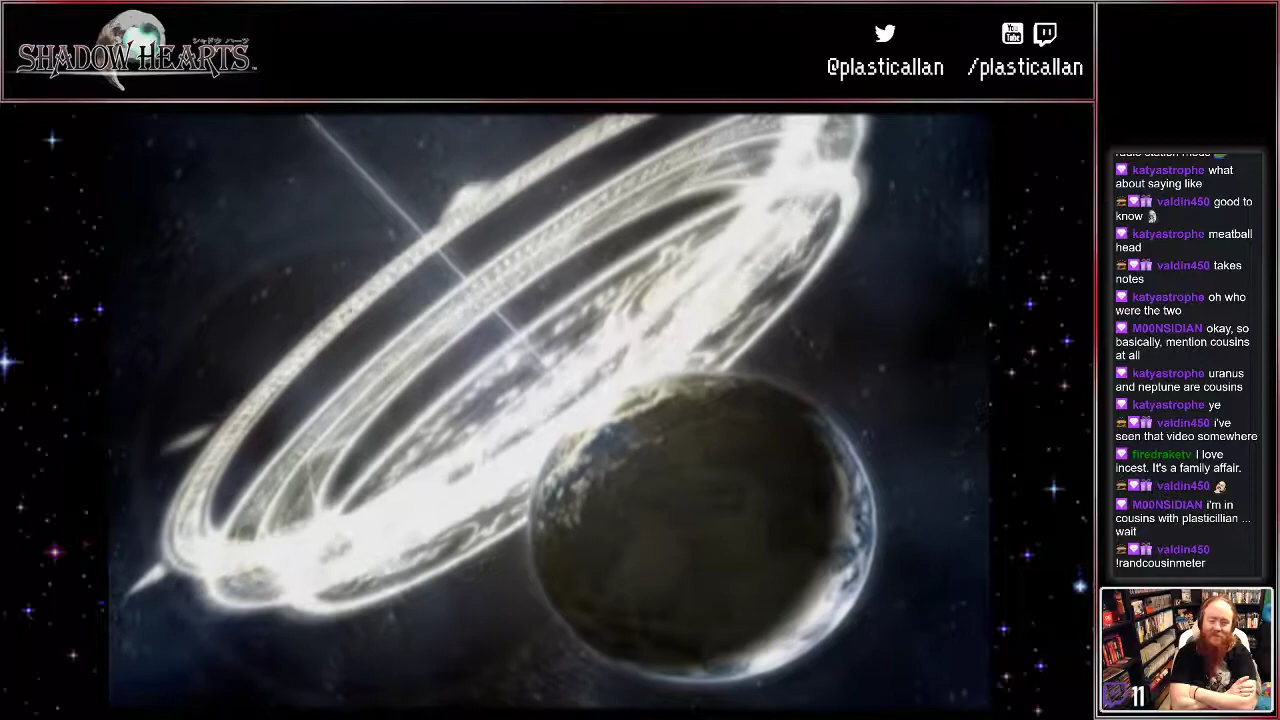 SHADOW HEARTS
シャドウ ハーツ
™
@plasticallan
You Tube
/plasticallan
katyastrophe what
about saying like
valdin450 good to
know
katyastrophe meatball
head
valdin450 takes
notes
katyastrophe oh who
were the two
M00NSIDIAN okay, so
basically, mention cousins
at all
katyastrophe uranus
and neptune are cousins
katyastrophe ye
valdin450 i've
seen that video somewhere
firedraketv I love
incest. It's a family affair.
valdin450
M00NSIDIAN i'm in
cousins with plasticillian ...
wait
valdin450
!randcousinmeter
11